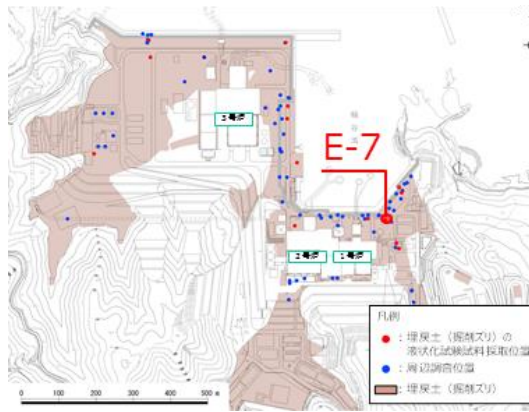 3号炉
E-7
2号炉
1号炉
凡例
：埋戻土（掘削ズリ）の
液状化試験試料採取位置
：周辺調査位置
：埋戻土（掘削ズリ）
0 100 200 300 400 500 m